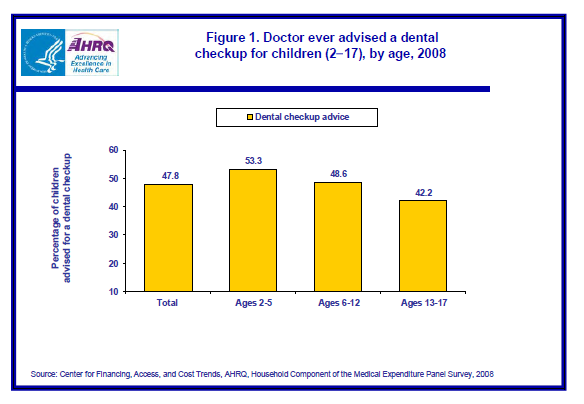 AHRQ
Advancing
Excellence in
Health Care
Figure 1. Doctor ever advised a dental
checkup for children (2–17), by age, 2008
Dental checkup advice
Percentage of children
advised for a dental checkup
60
50
40
30
20
10
47.8
53.3
48.6
42.2
Total
Ages 2-5
Ages 6-12
Ages 13-17
Source: Center for Financing, Access, and Cost Trends, AHRQ, Household Component of the Medical Expenditure Panel Survey, 2008